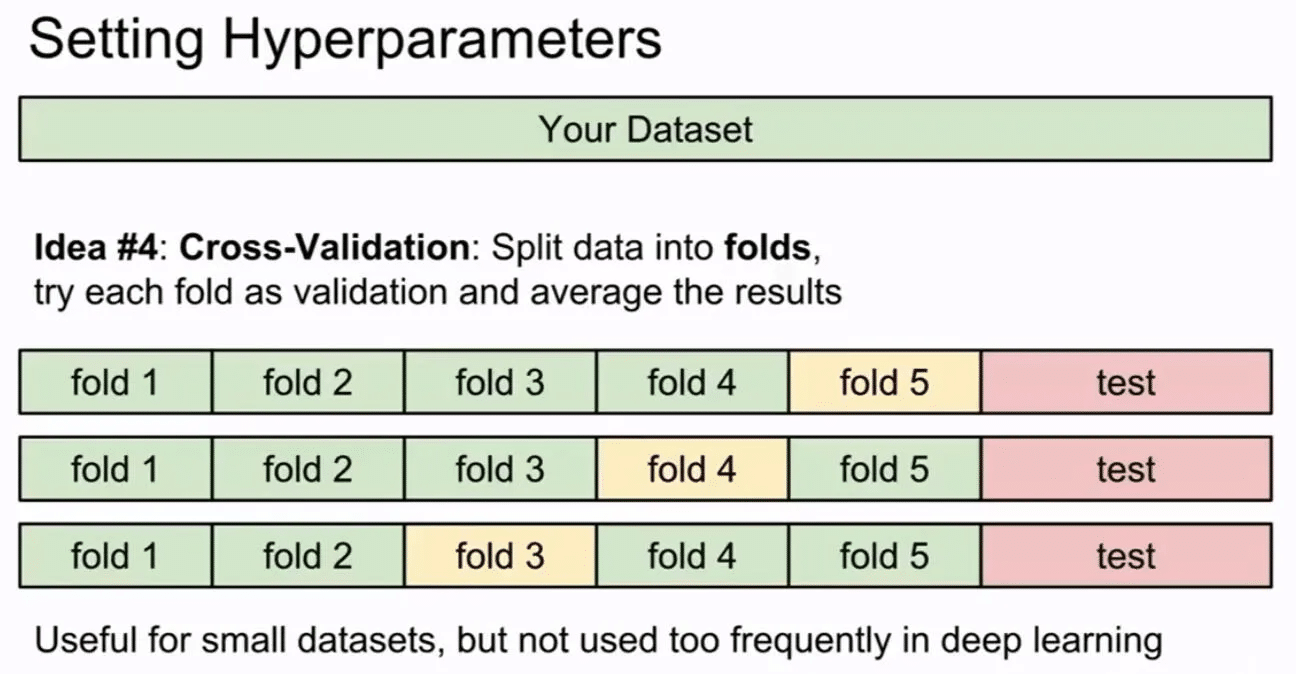 Setting Hyperparameters
Your Dataset
Idea #4: Cross-Validation: Split data into folds,
try each fold as validation and average the results
fold 1 fold 2 fold 3 fold 4 fold 5 test
fold 1 fold 2 fold 3 fold 4 fold 5 test
fold 1 fold 2 fold 3 fold 4 fold 5 test
Useful for small datasets, but not used too frequently in deep learning